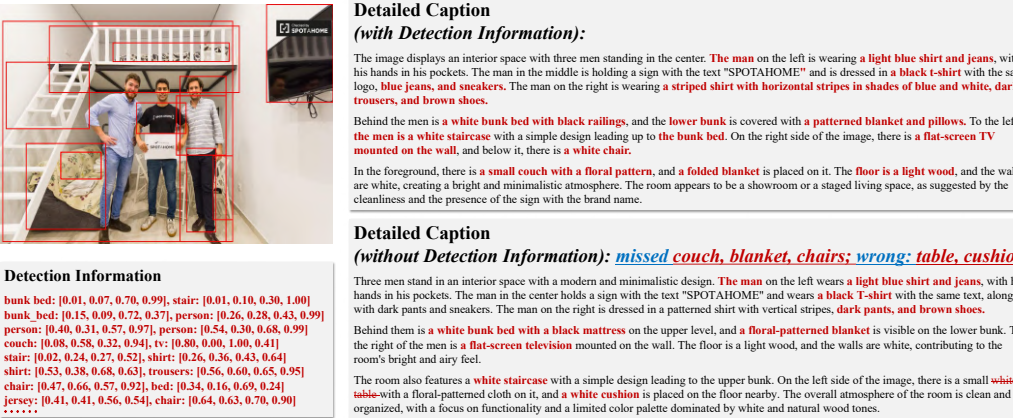 Chartered by
SPOTAHOME
SPOTAHOME
Detection Information
bunk bed: [0.01, 0.07, 0.70, 0.99], stair: [0.01, 0.10, 0.30, 1.00]
bunk_bed: [0.15, 0.09, 0.72, 0.37], person: [0.26, 0.28, 0.43, 0.99]
person: [0.40, 0.31, 0.57, 0.97], person: [0.54, 0.30, 0.68, 0.99]
couch: [0.08, 0.58, 0.32, 0.94], tv: [0.80, 0.00, 1.00, 0.41]
stair: [0.02, 0.24, 0.27, 0.52], shirt: [0.26, 0.36, 0.43, 0.64]
shirt: [0.53, 0.38, 0.68, 0.63], trousers: [0.56, 0.60, 0.65, 0.95]
chair: [0.47, 0.66, 0.57, 0.92], bed: [0.34, 0.16, 0.69, 0.24]
jersey: [0.41, 0.41, 0.56, 0.54], chair: [0.64, 0.63, 0.70, 0.90]
......
Detailed Caption
(with Detection Information):
The image displays an interior space with three men standing in the center. The man on the left is wearing a light blue shirt and jeans, wit
his hands in his pockets. The man in the middle is holding a sign with the text "SPOTAHOME" and is dressed in a black t-shirt with the sa
logo, blue jeans, and sneakers. The man on the right is wearing a striped shirt with horizontal stripes in shades of blue and white, dar
trousers, and brown shoes.
Behind the men is a white bunk bed with black railings, and the lower bunk is covered with a patterned blanket and pillows. To the lef
the men is a white staircase with a simple design leading up to the bunk bed. On the right side of the image, there is a flat-screen TV
mounted on the wall, and below it, there is a white chair.
In the foreground, there is a small couch with a floral pattern, and a folded blanket is placed on it. The floor is a light wood, and the wal
are white, creating a bright and minimalistic atmosphere. The room appears to be a showroom or a staged living space, as suggested by the
cleanliness and the presence of the sign with the brand name.
Detailed Caption
(without Detection Information): missed couch, blanket, chairs; wrong: table, cushio
Three men stand in an interior space with a modern and minimalistic design. The man on the left wears a light blue shirt and jeans, with h
hands in his pockets. The man in the center holds a sign with the text "SPOTAHOME" and wears a black T-shirt with the same text, along
with dark pants and sneakers. The man on the right is dressed in a patterned shirt with vertical stripes, dark pants, and brown shoes.
Behind them is a white bunk bed with a black mattress on the upper level, and a floral-patterned blanket is visible on the lower bunk. T
the right of the men is a flat-screen television mounted on the wall. The floor is a light wood, and the walls are white, contributing to the
room's bright and airy feel.
The room also features a white staircase with a simple design leading to the upper bunk. On the left side of the image, there is a small whit
table with a floral-patterned cloth on it, and a white cushion is placed on the floor nearby. The overall atmosphere of the room is clean and
organized, with a focus on functionality and a limited color palette dominated by white and natural wood tones.